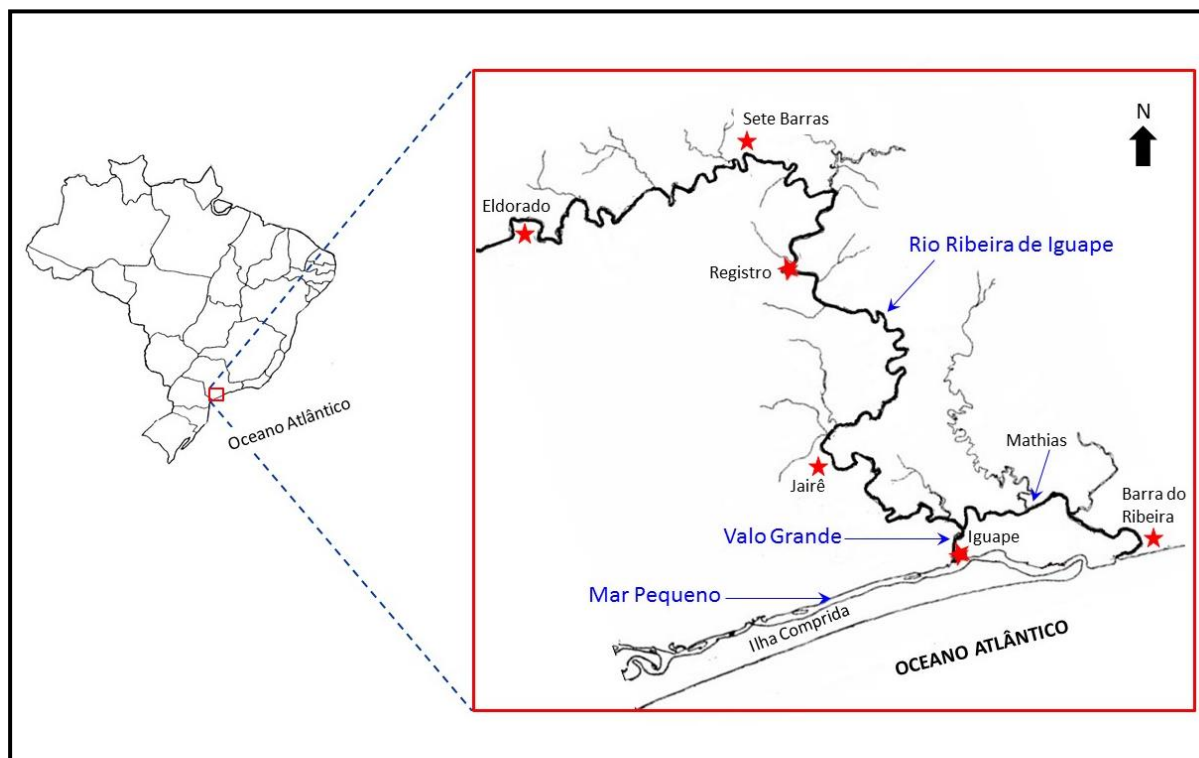 N
Sete Barras
Eldorado
Rio Ribeira de Iguape
Registro
Oceano Atlântico
Mathias
Jairê
Barra do
Ribeira
Valo Grande
Iguape
Mar Pequeno
Ilha Comprida
OCEANO ATLÂNTICO